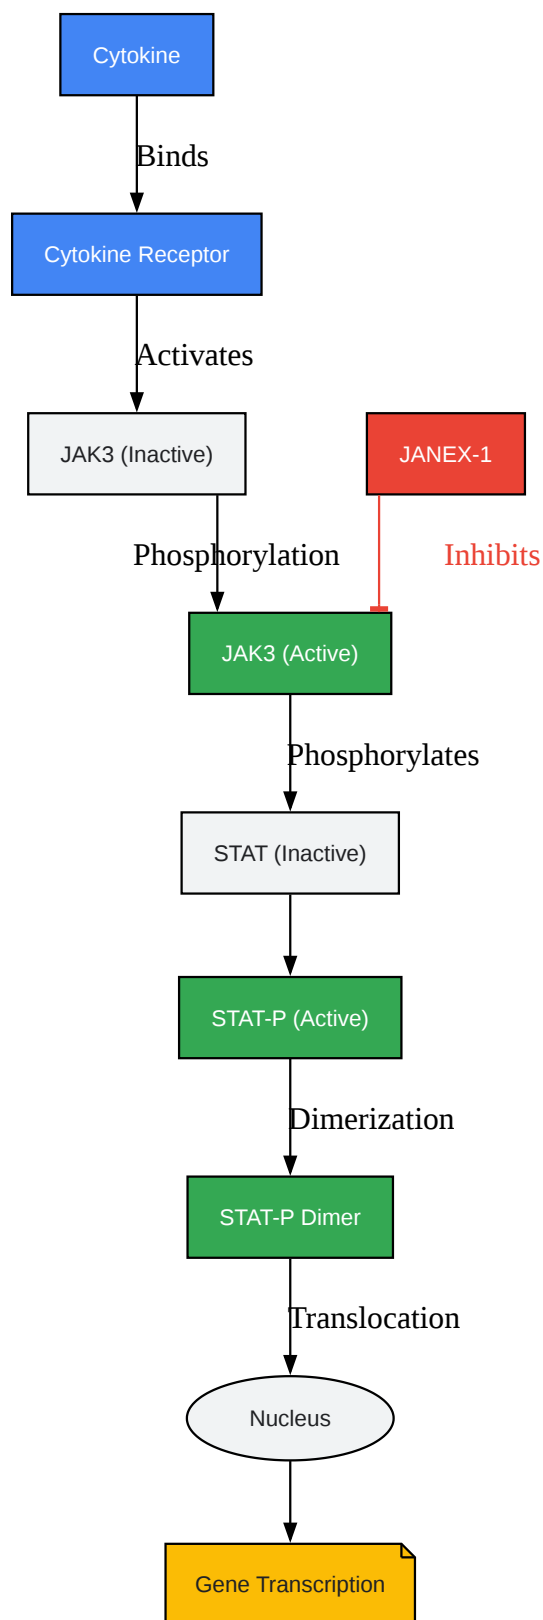 Cytokine
Binds
Cytokine Receptor
Activates
JAK3 (Inactive)
JANEX-1
Phosphorylation
Inhibits
JAK3 (Active)
Phosphorylates
STAT (Inactive)
STAT-P (Active)
Dimerization
STAT-P Dimer
Translocation
Nucleus
Gene Transcription